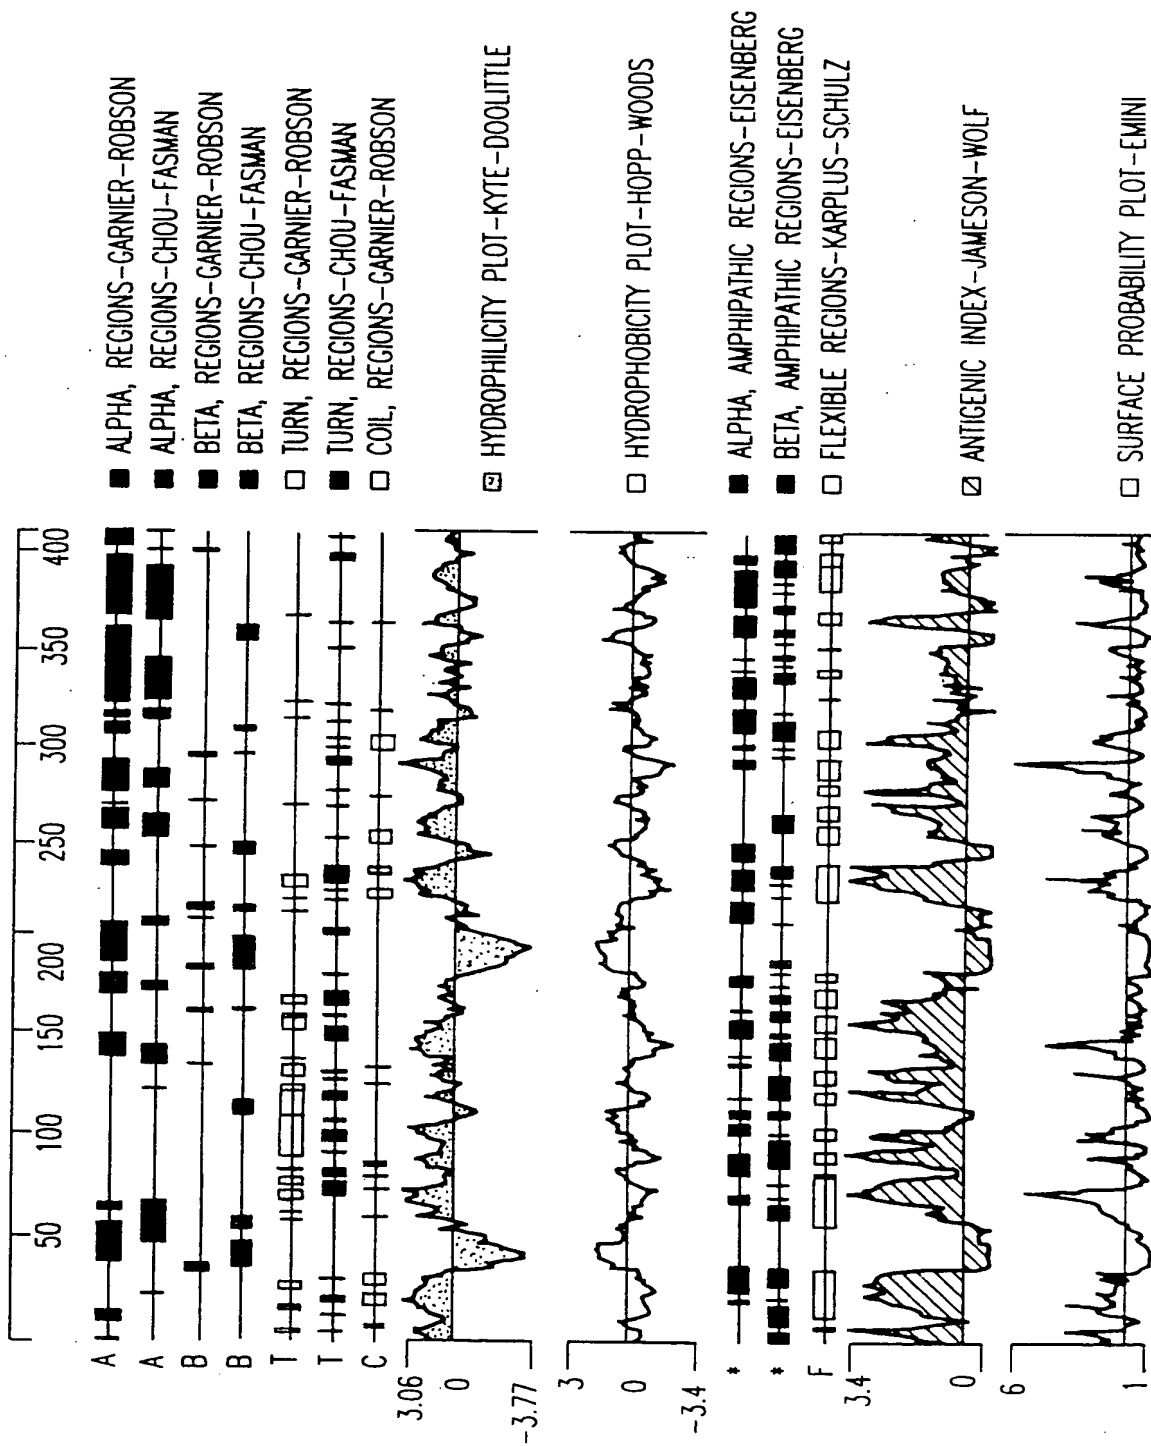 50 100 150 200 250 300 350 400
A ALPHA, REGIONS-GARNIER-ROBSON
A ALPHA, REGIONS-CHOU-FASMAN
B BETA, REGIONS-GARNIER-ROBSON
B BETA, REGIONS-CHOU-FASMAN
T TURN, REGIONS-GARNIER-ROBSON
T TURN, REGIONS-CHOU-FASMAN
C COIL, REGIONS-GARNIER-ROBSON
3.06
0 HYDROPHILICITY PLOT-KYTE-DOOLITTLE
-3.77
3
0 HYDROPHOBICITY PLOT-HOPP-WOODS
-3.4
* ALPHA, AMPHIPATHIC REGIONS-EISENBERG
* BETA, AMPHIPATHIC REGIONS-EISENBERG
F FLEXIBLE REGIONS-KARPLUS-SCHULZ
3.4
0 ANTIGENIC INDEX-JAMESON-WOLF
6
1 SURFACE PROBABILITY PLOT-EMINI